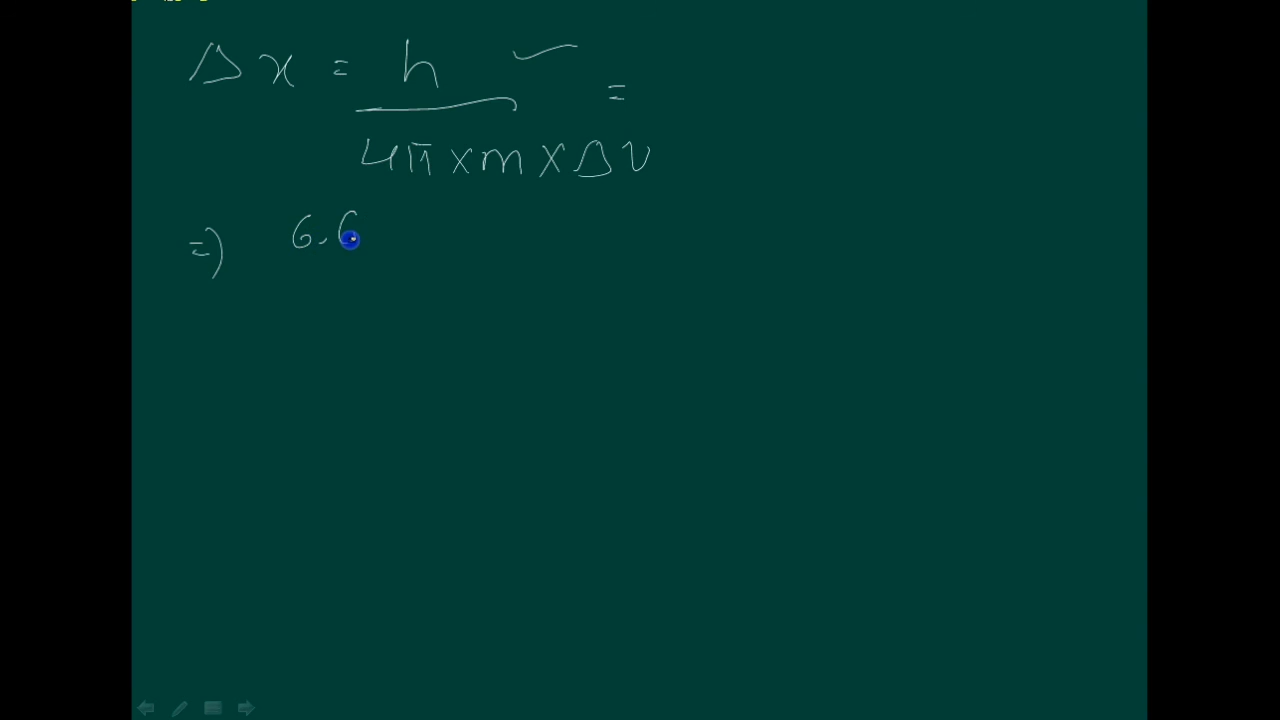 Δx = h =
4π×m×Δv
⇒ 6.6